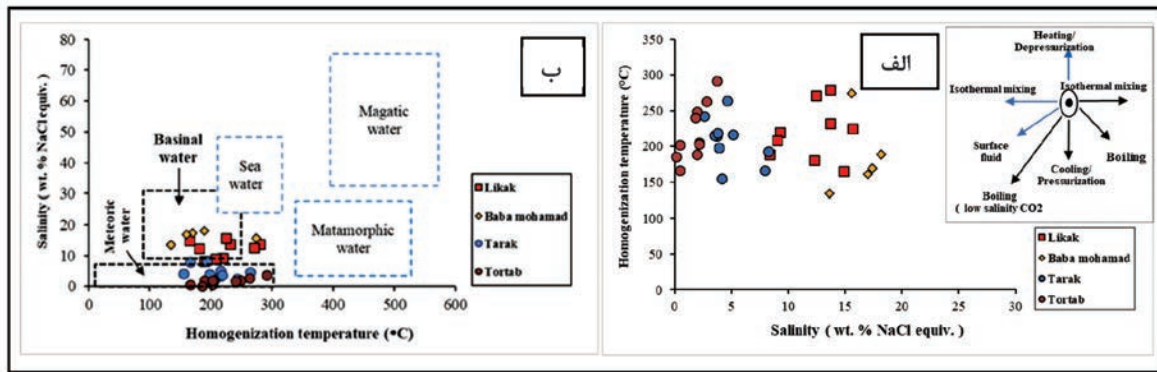 ب
Salinity ( wt. % NaCl equiv. )
80
70
60
50
40
30
20
10
0
0
100
200
300
400
500
600
Homogenization temperature (•C)
Magatic
water
Basinal
water
Sea
water
Meteoric
water
Matamorphic
water
Likak
Baba mohamad
Tarak
Tortab
الف
Homogenization temperature (°C)
350
300
250
200
150
100
50
0
0
5
10
15
20
25
30
Salinity ( wt. % NaCl equiv. )
Heating/
Depressurization
Isothermal mixing
Isothermal mixing
Surface
fluid
Boiling
Cooling/
Pressurization
Boiling
( low salinity CO2
Likak
Baba mohamad
Tarak
Tortab